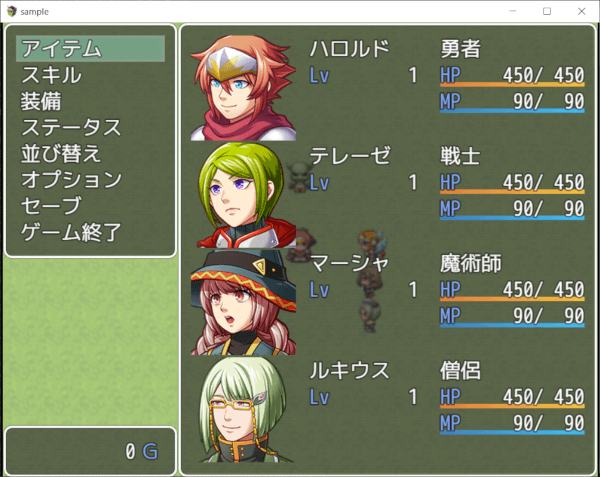 sample
アイテム
スキル
装備
ステータス
並び替え
オプション
セーブ
ゲーム終了
0 G
ハロルド 勇者
Lv 1 HP 450/ 450
MP 90/ 90
テレーゼ 戦士
Lv 1 HP 450/ 450
MP 90/ 90
マーシャ 魔術師
Lv 1 HP 450/ 450
MP 90/ 90
ルキウス 僧侶
Lv 1 HP 450/ 450
MP 90/ 90